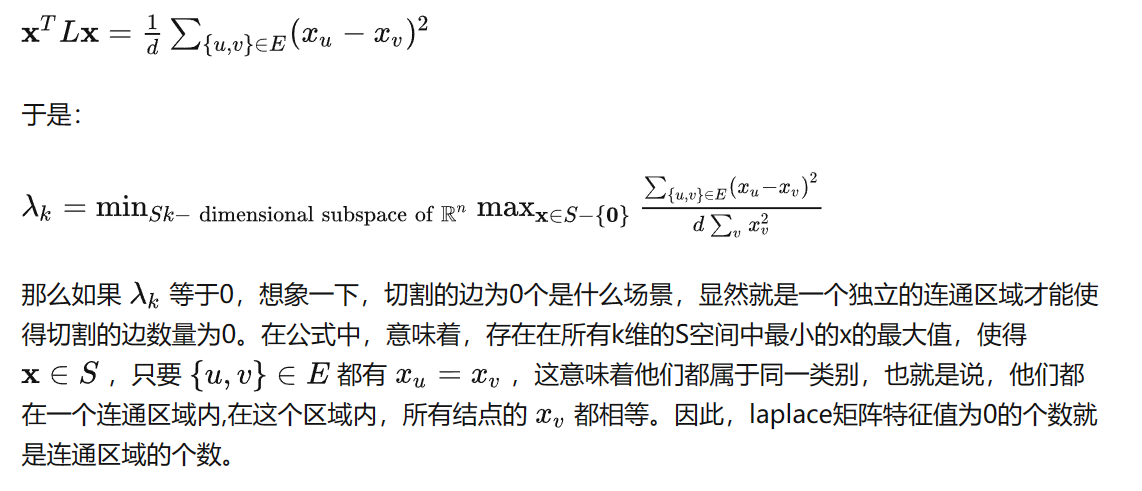 $\mathbf{x}^T L \mathbf{x} = \frac{1}{d} \sum_{\{u,v\} \in E} (x_u - x_v)^2$
于是：
$\lambda_k = \min_{S k- \text{ dimensional subspace of } \mathbb{R}^n} \max_{\mathbf{x} \in S - \{\mathbf{0}\}} \frac{\sum_{\{u,v\} \in E} (x_u - x_v)^2}{d \sum_v x_v^2}$
那么如果 $\lambda_k$ 等于0，想象一下，切割的边为0个是什么场景，显然就是一个独立的连通区域才能使
得切割的边数量为0。在公式中，意味着，存在在所有k维的S空间中最小的x的最大值，使得
$\mathbf{x} \in S$ ，只要 $\{u, v\} \in E$ 都有 $x_u = x_v$ ，这意味着他们都属于同一类别，也就是说，他们都
在一个连通区域内,在这个区域内，所有结点的 $x_v$ 都相等。因此，laplace矩阵特征值为0的个数就
是连通区域的个数。